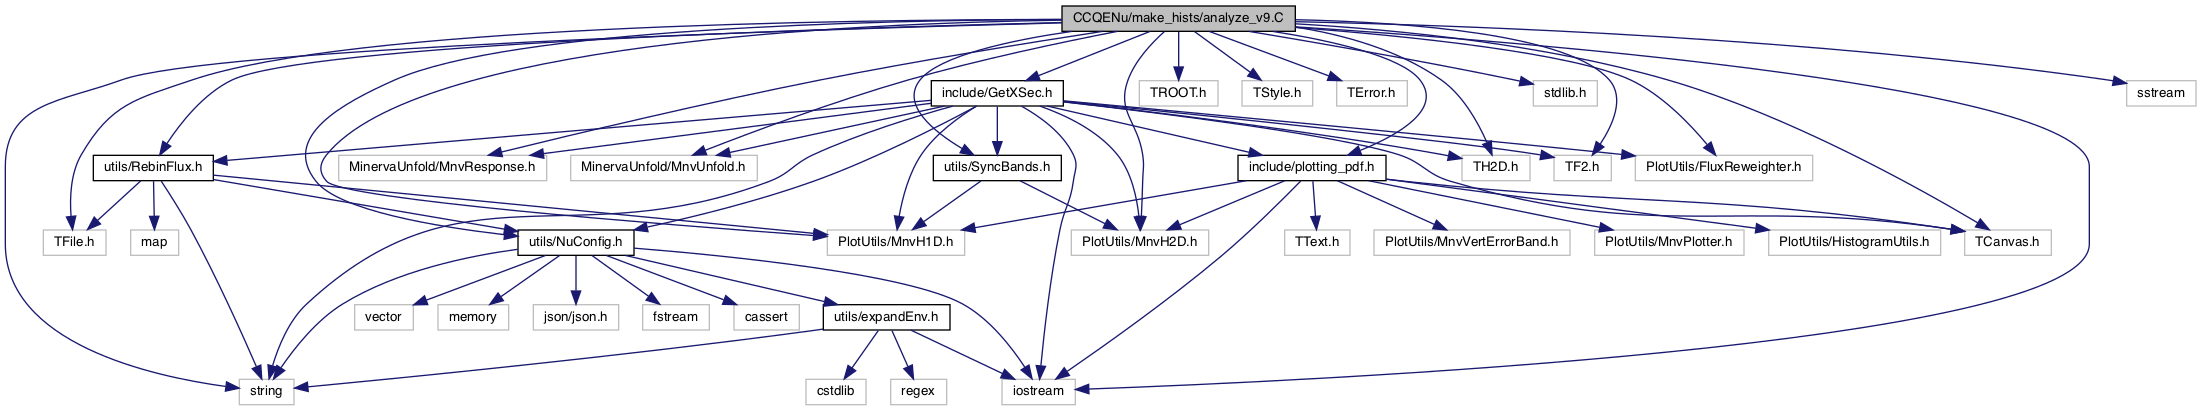 CCQENu/make_hists/analyze_v9.C
include/GetXSec.h
TROOT.h
TStyle.h
TError.h
stdlib.h
sstream
utils/RebinFlux.h
MinervaUnfold/MnvResponse.h
MinervaUnfold/MnvUnfold.h
utils/SyncBands.h
include/plotting_pdf.h
TH2D.h
TF2.h
PlotUtils/FluxReweighter.h
TFile.h
map
utils/NuConfig.h
PlotUtils/MnvH1D.h
PlotUtils/MnvH2D.h
TText.h
PlotUtils/MnvVertErrorBand.h
PlotUtils/MnvPlotter.h
PlotUtils/HistogramUtils.h
TCanvas.h
vector
memory
json/json.h
fstream
cassert
utils/expandEnv.h
string
cstdlib
regex
iostream